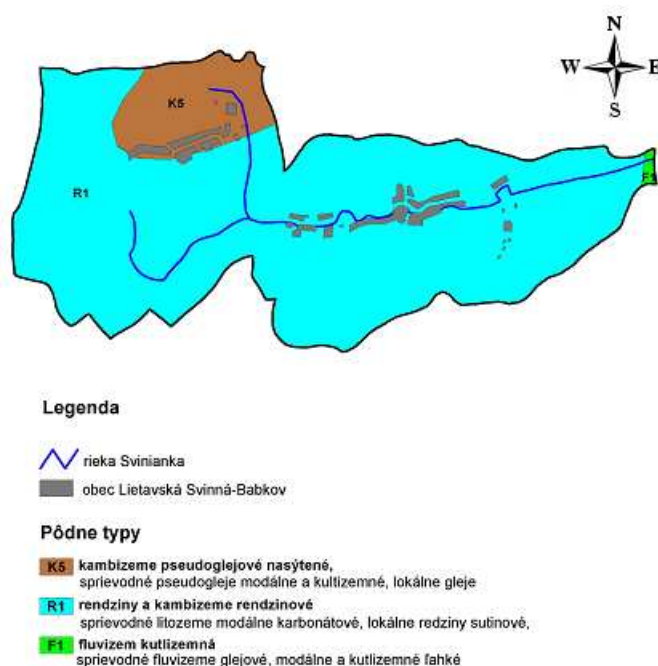 N
W E
S
K5
R1
F1
Legenda
rieka Svinianka
obec Lietavská Svinná-Babkov
Pôdne typy
K5 kambizeme pseudoglejové nasýtené,
sprievodné pseudogleje modálne a kultizemné, lokálne gleje
R1 rendziny a kambizeme rendzinové
sprievodné litozeme modálne karbonátové, lokálne redziny sutinové,
F1 fluvizem kutlizemná
sprievodné fluvizeme glejové, modálne a kutlizemné ľahké